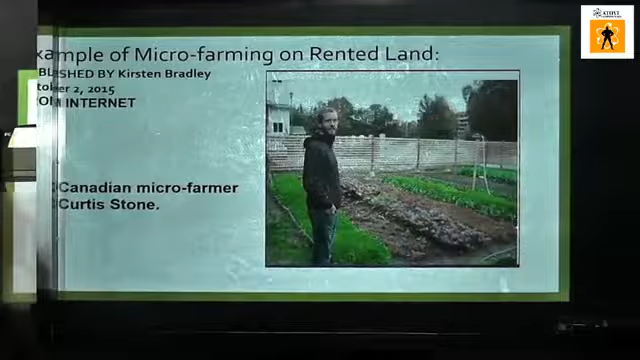 xample of Micro-farming on Rented Land:
BLISHED BY Kirsten Bradley
tober 2, 2015
OM INTERNET
Canadian micro-farmer
Curtis Stone.